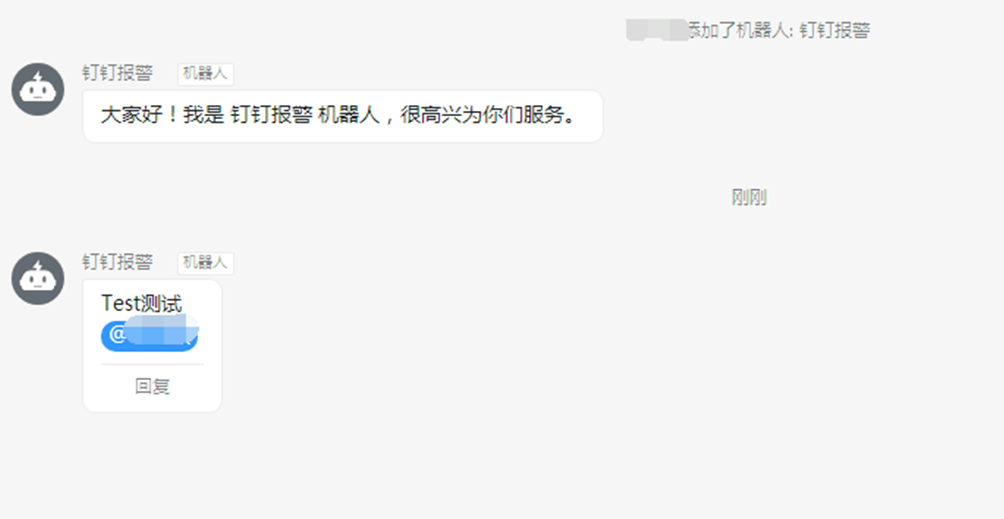 添加了机器人: 钉钉报警
钉钉报警 机器人
大家好！我是 钉钉报警 机器人，很高兴为你们服务。
刚刚
钉钉报警 机器人
Test测试
@
回复